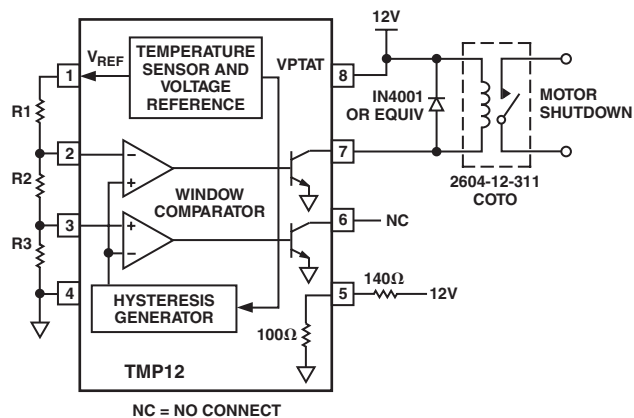 12V
V_REF
TEMPERATURE
SENSOR AND
VOLTAGE
REFERENCE
VPTAT
1
8
R1
IN4001
OR EQUIV
MOTOR
SHUTDOWN
2
7
−
+
R2
WINDOW
COMPARATOR
2604-12-311
COTO
3
6
NC
+
−
R3
4
HYSTERESIS
GENERATOR
5
140Ω
12V
100Ω
TMP12
NC = NO CONNECT